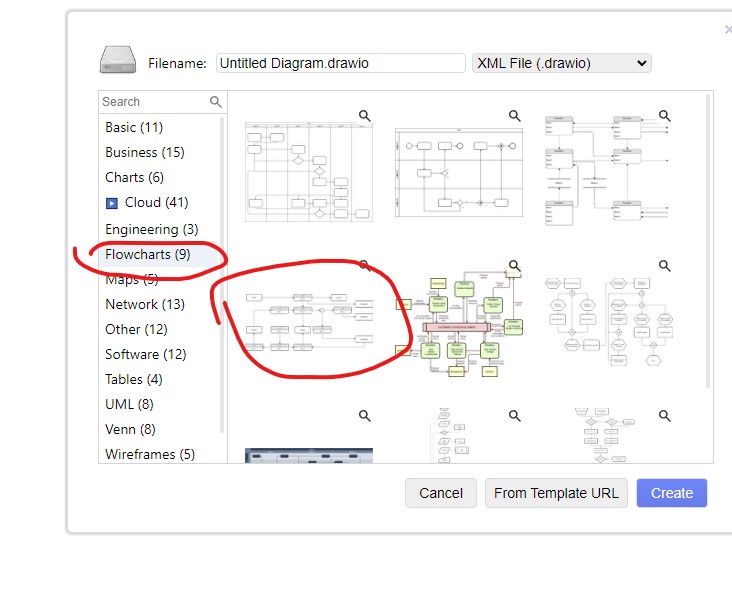 Filename: Untitled Diagram.drawio XML File (.drawio)
Search
Basic (11)
Business (15)
Charts (6)
Cloud (41)
Engineering (3)
Flowcharts (9)
Maps (5)
Network (13)
Other (12)
Software (12)
Tables (4)
UML (8)
Venn (8)
Wireframes (5)
Cancel From Template URL Create